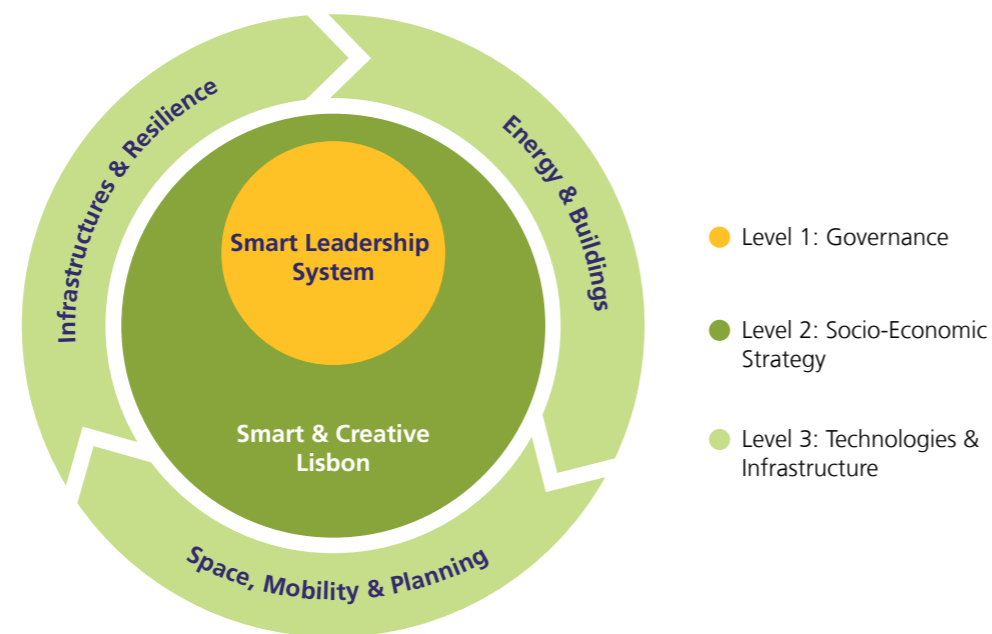 Infrastructures & Resilience
Energy & Buildings
Smart Leadership
System
Smart & Creative
Lisbon
Space, Mobility & Planning
Level 1: Governance
Level 2: Socio-Economic
Strategy
Level 3: Technologies &
Infrastructure